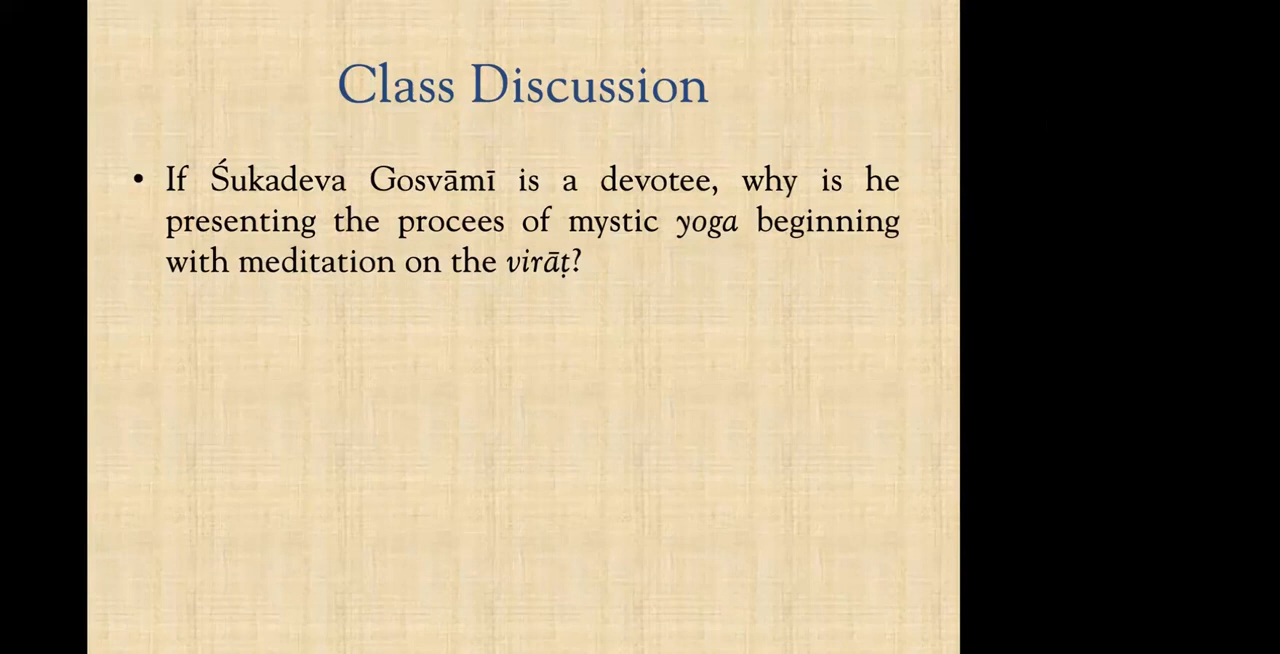 Class Discussion
• If Śukadeva Gosvāmī is a devotee, why is he
presenting the procees of mystic yoga beginning
with meditation on the virāṭ?